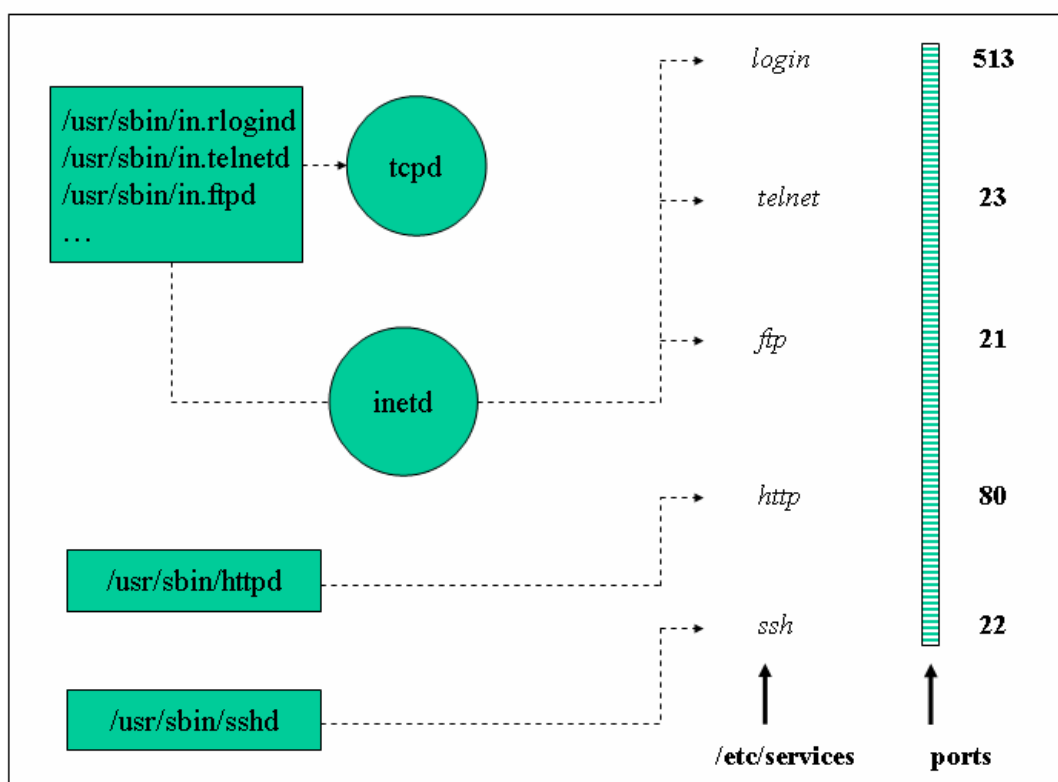 /usr/sbin/in.rlogind
/usr/sbin/in.telnetd
/usr/sbin/in.ftpd
…
tcpd
inetd
/usr/sbin/httpd
/usr/sbin/sshd
login
513
telnet
23
ftp
21
http
80
ssh
22
/etc/services
ports